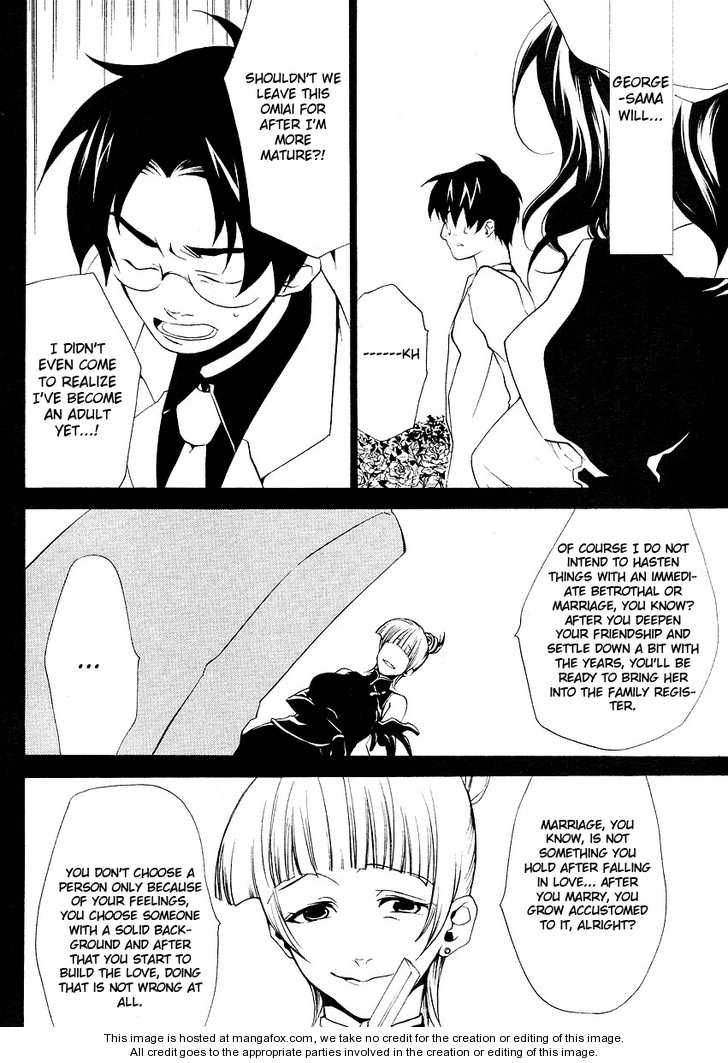 GEORGE
-SAMA
WILL...
------KH
SHOULDN'T WE
LEAVE THIS
OMIAI FOR
AFTER I'M
MORE
MATURE?!
I DIDN'T
EVEN COME
TO REALIZE
I'VE BECOME
AN ADULT
YET...!
OF COURSE I DO NOT
INTEND TO HASTEN
THINGS WITH AN IMMEDI-
ATE BETROTHAL OR
MARRIAGE, YOU KNOW?
AFTER YOU DEEPEN
YOUR FRIENDSHIP AND
SETTLE DOWN A BIT WITH
THE YEARS, YOU'LL BE
READY TO BRING HER
INTO THE FAMILY REGIS-
TER.
...
MARRIAGE, YOU
KNOW, IS NOT
SOMETHING YOU
HOLD AFTER FALLING
IN LOVE... AFTER
YOU MARRY, YOU
GROW ACCUSTOMED
TO IT, ALRIGHT?
YOU DON'T CHOOSE A
PERSON ONLY BECAUSE
OF YOUR FEELINGS,
YOU CHOOSE SOMEONE
WITH A SOLID BACK-
GROUND AND AFTER
THAT YOU START TO
BUILD THE LOVE, DOING
THAT IS NOT WRONG AT
ALL.
This image is hosted at mangafox.com, we take no credit for the creation or editing of this image.
All credit goes to the appropriate parties involved in the creation or editing of this image.